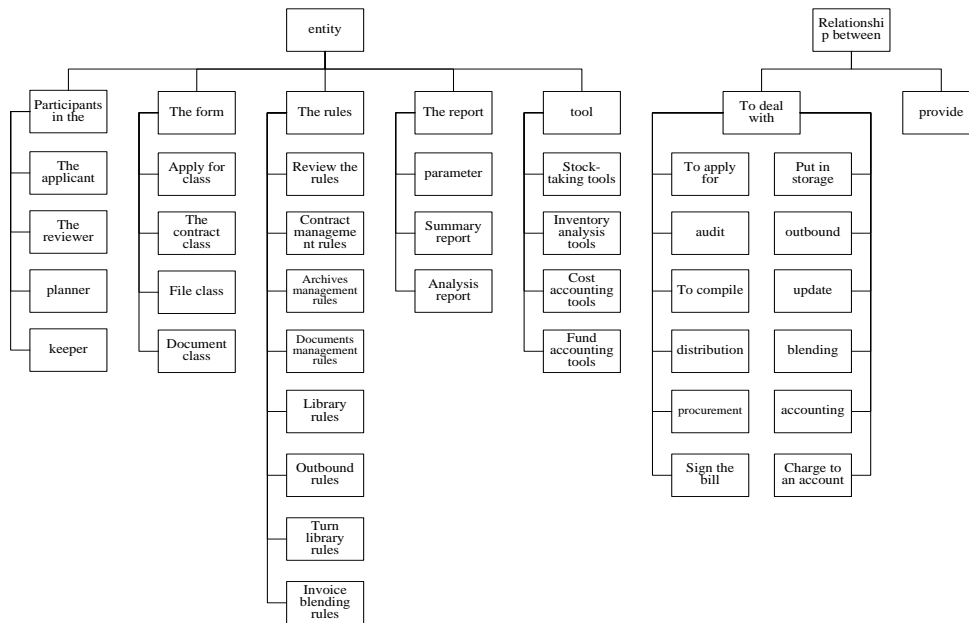 entity
Relationshi
p between
Participants
in the
The form
The rules
The report
tool
To deal
with
provide
The
applicant
Apply for
class
Review the
rules
parameter
Stock-
taking tools
To apply
for
Put in
storage
The
reviewer
The
contract
class
Contract
manageme
nt rules
Summary
report
Inventory
analysis
tools
audit
outbound
planner
File class
Archives
management
rules
Analysis
report
Cost
accounting
tools
To compile
update
keeper
Document
class
Documents
management
rules
Fund
accounting
tools
distribution
blending
Library
rules
procurement
accounting
Outbound
rules
Sign the
bill
Charge to
an account
Turn
library
rules
Invoice
blending
rules